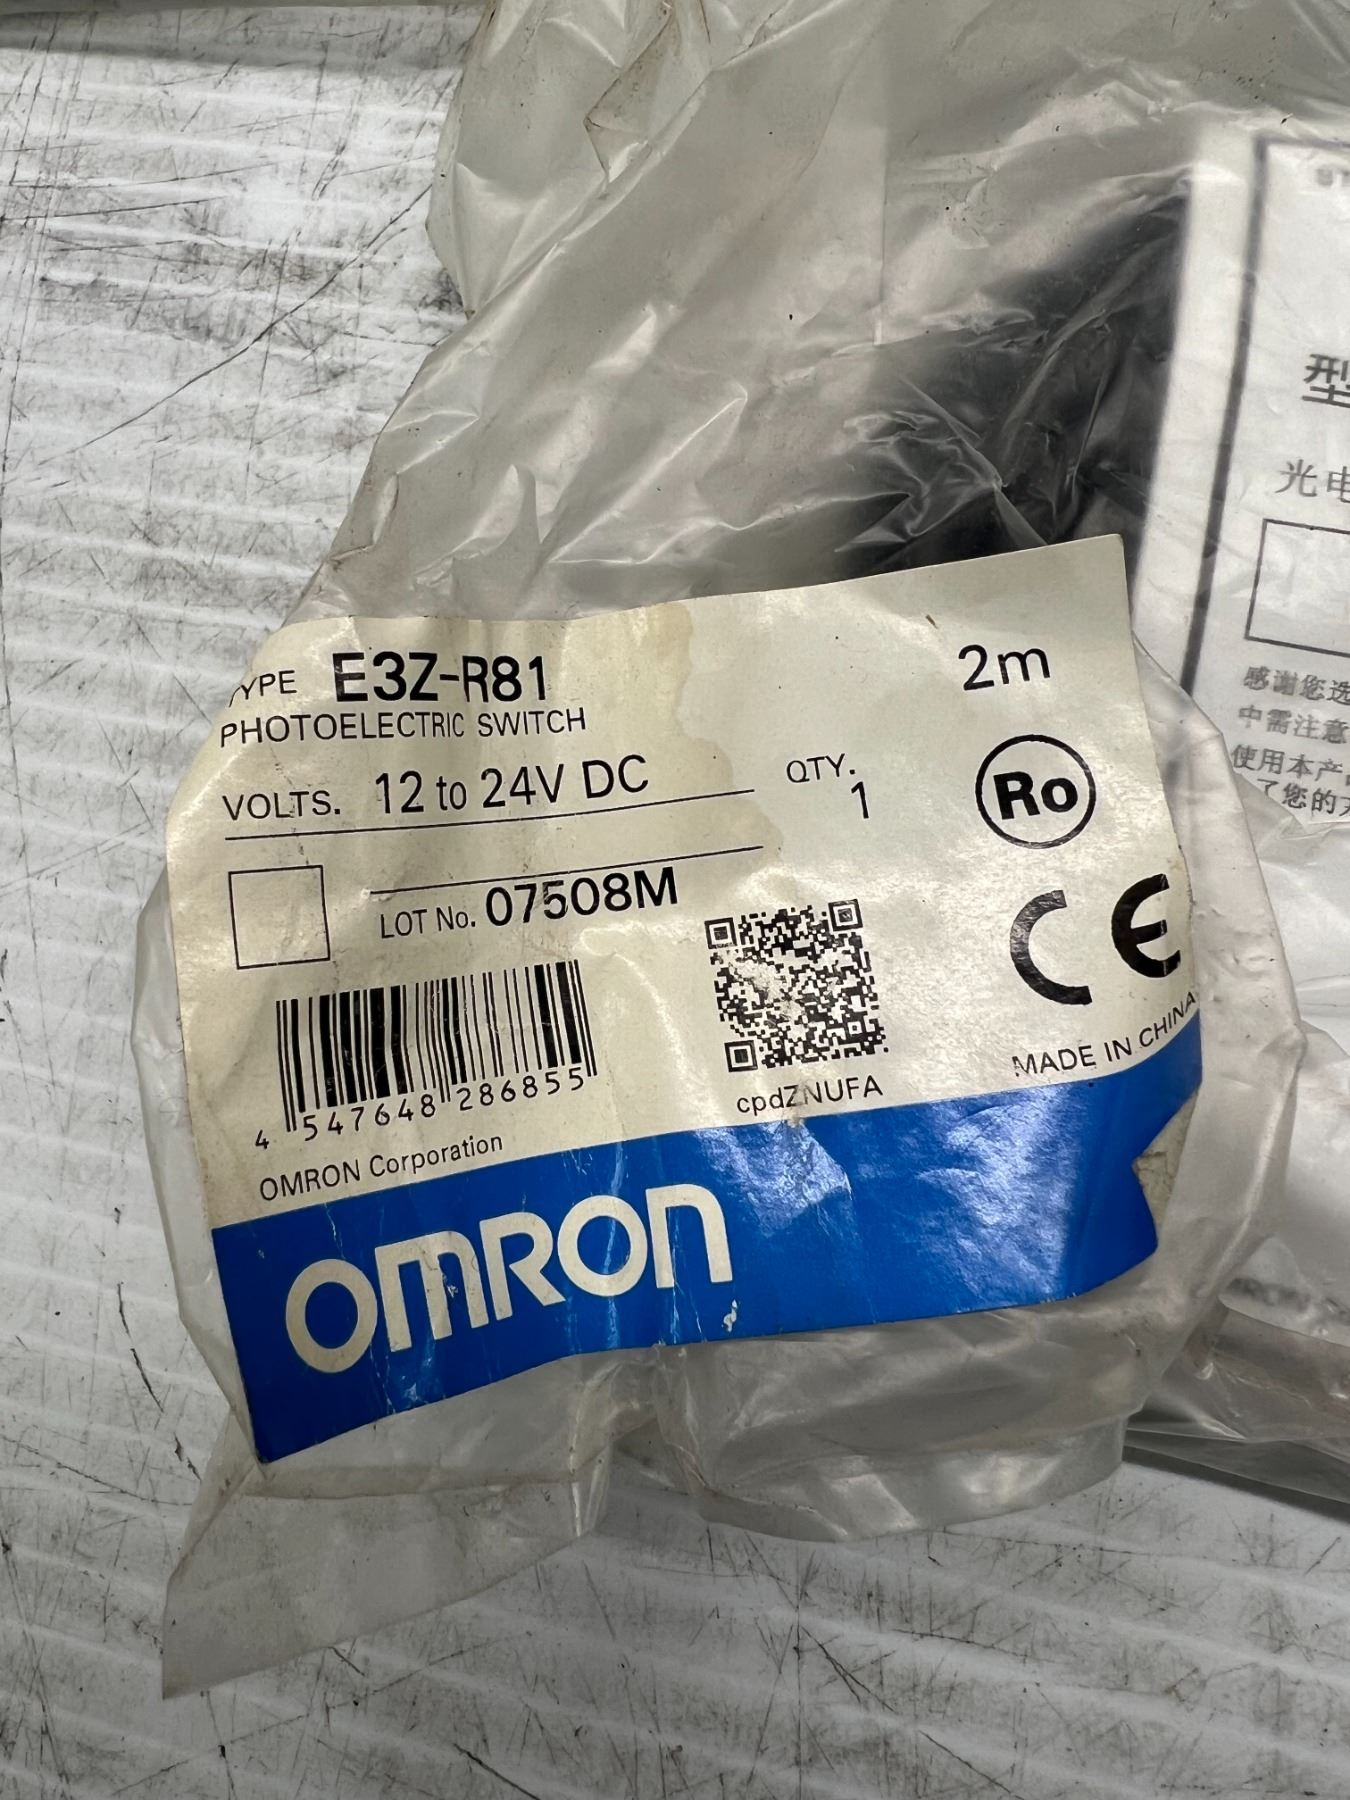 TYPE E3Z-R81 2m
PHOTOELECTRIC SWITCH
VOLTS. 12 to 24V DC
QTY. 1
Ro
LOT No. 07508M
CE
4 547648 286855
cpdZNUFA
MADE IN CHINA
OMRON Corporation
OMRON
型
光电
感谢您选
中需注意
使用本产
了您的